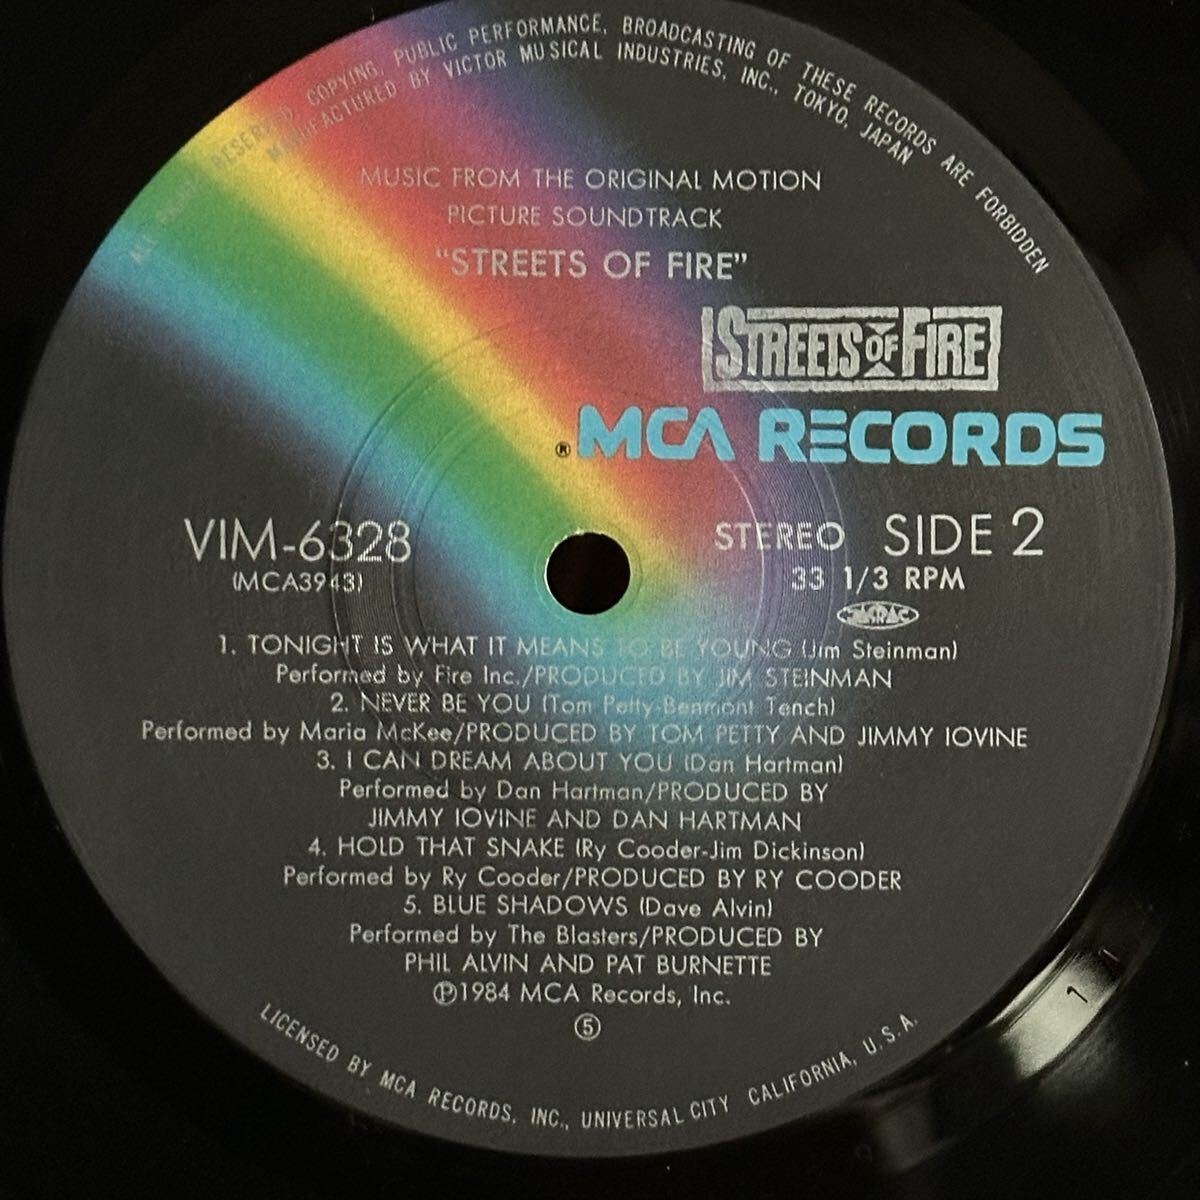 ALL RIGHTS RESERVED. COPYING, PUBLIC PERFORMANCE, BROADCASTING OF THESE RECORDS ARE FORBIDDEN
MANUFACTURED BY VICTOR MUSICAL INDUSTRIES, INC., TOKYO, JAPAN
MUSIC FROM THE ORIGINAL MOTION
PICTURE SOUNDTRACK
"STREETS OF FIRE"
STREETS OF FIRE
® MCA RECORDS
VIM-6328
(MCA3943)
STEREO SIDE 2
33 1/3 RPM
JASRAC
1. TONIGHT IS WHAT IT MEANS TO BE YOUNG (Jim Steinman)
Performed by Fire Inc./PRODUCED BY JIM STEINMAN
2. NEVER BE YOU (Tom Petty-Benmont Tench)
Performed by Maria McKee/PRODUCED BY TOM PETTY AND JIMMY IOVINE
3. I CAN DREAM ABOUT YOU (Dan Hartman)
Performed by Dan Hartman/PRODUCED BY
JIMMY IOVINE AND DAN HARTMAN
4. HOLD THAT SNAKE (Ry Cooder-Jim Dickinson)
Performed by Ry Cooder/PRODUCED BY RY COODER
5. BLUE SHADOWS (Dave Alvin)
Performed by The Blasters/PRODUCED BY
PHIL ALVIN AND PAT BURNETTE
℗1984 MCA Records, Inc.
⑤
LICENSED BY MCA RECORDS, INC., UNIVERSAL CITY CALIFORNIA, U.S.A.
1